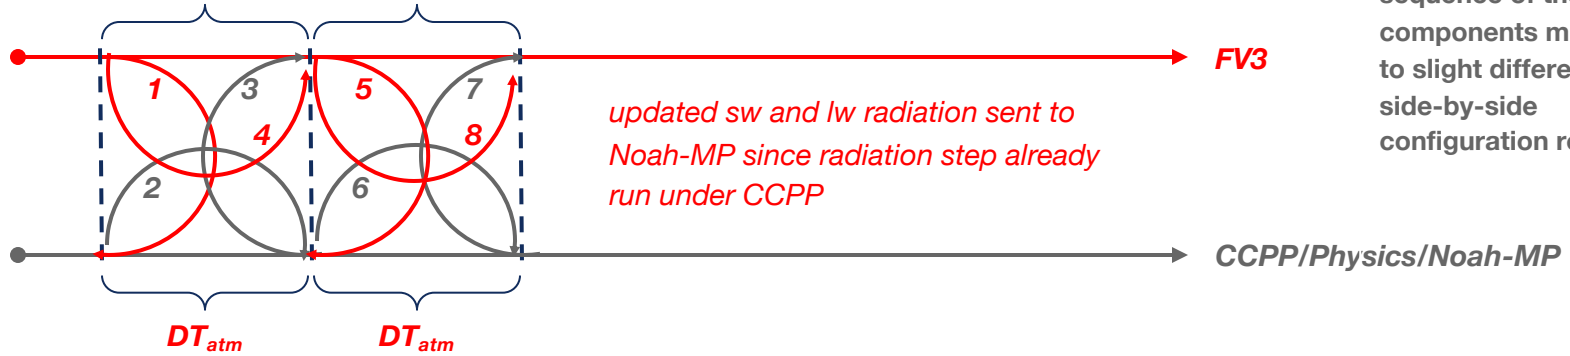 FV3
1 3 5 7
4 8
2 6
updated sw and lw radiation sent to
Noah-MP since radiation step already
run under CCPP
components
to slight
side-by-side
configuration
CCPP/Physics/Noah-MP
DTatm DTatm